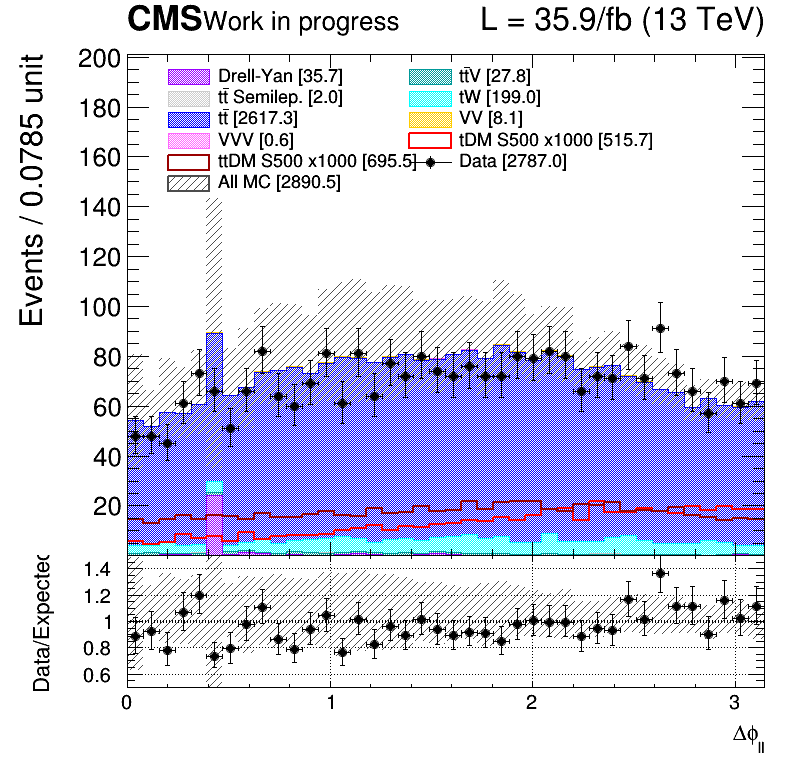 CMS Work in progress L = 35.9/fb (13 TeV)
Events / 0.0785 unit
200
180
160
140
120
100
80
60
40
20
Drell-Yan [35.7]
tt̄V [27.8]
tt̄ Semilep. [2.0]
tW [199.0]
tt̄ [2617.3]
VV [8.1]
VVV [0.6]
tDM S500 x1000 [515.7]
ttDM S500 x1000 [695.5]
Data [2787.0]
All MC [2890.5]
Data/Expected
1.4
1.2
1
0.8
0.6
0 1 2 3
Δϕll